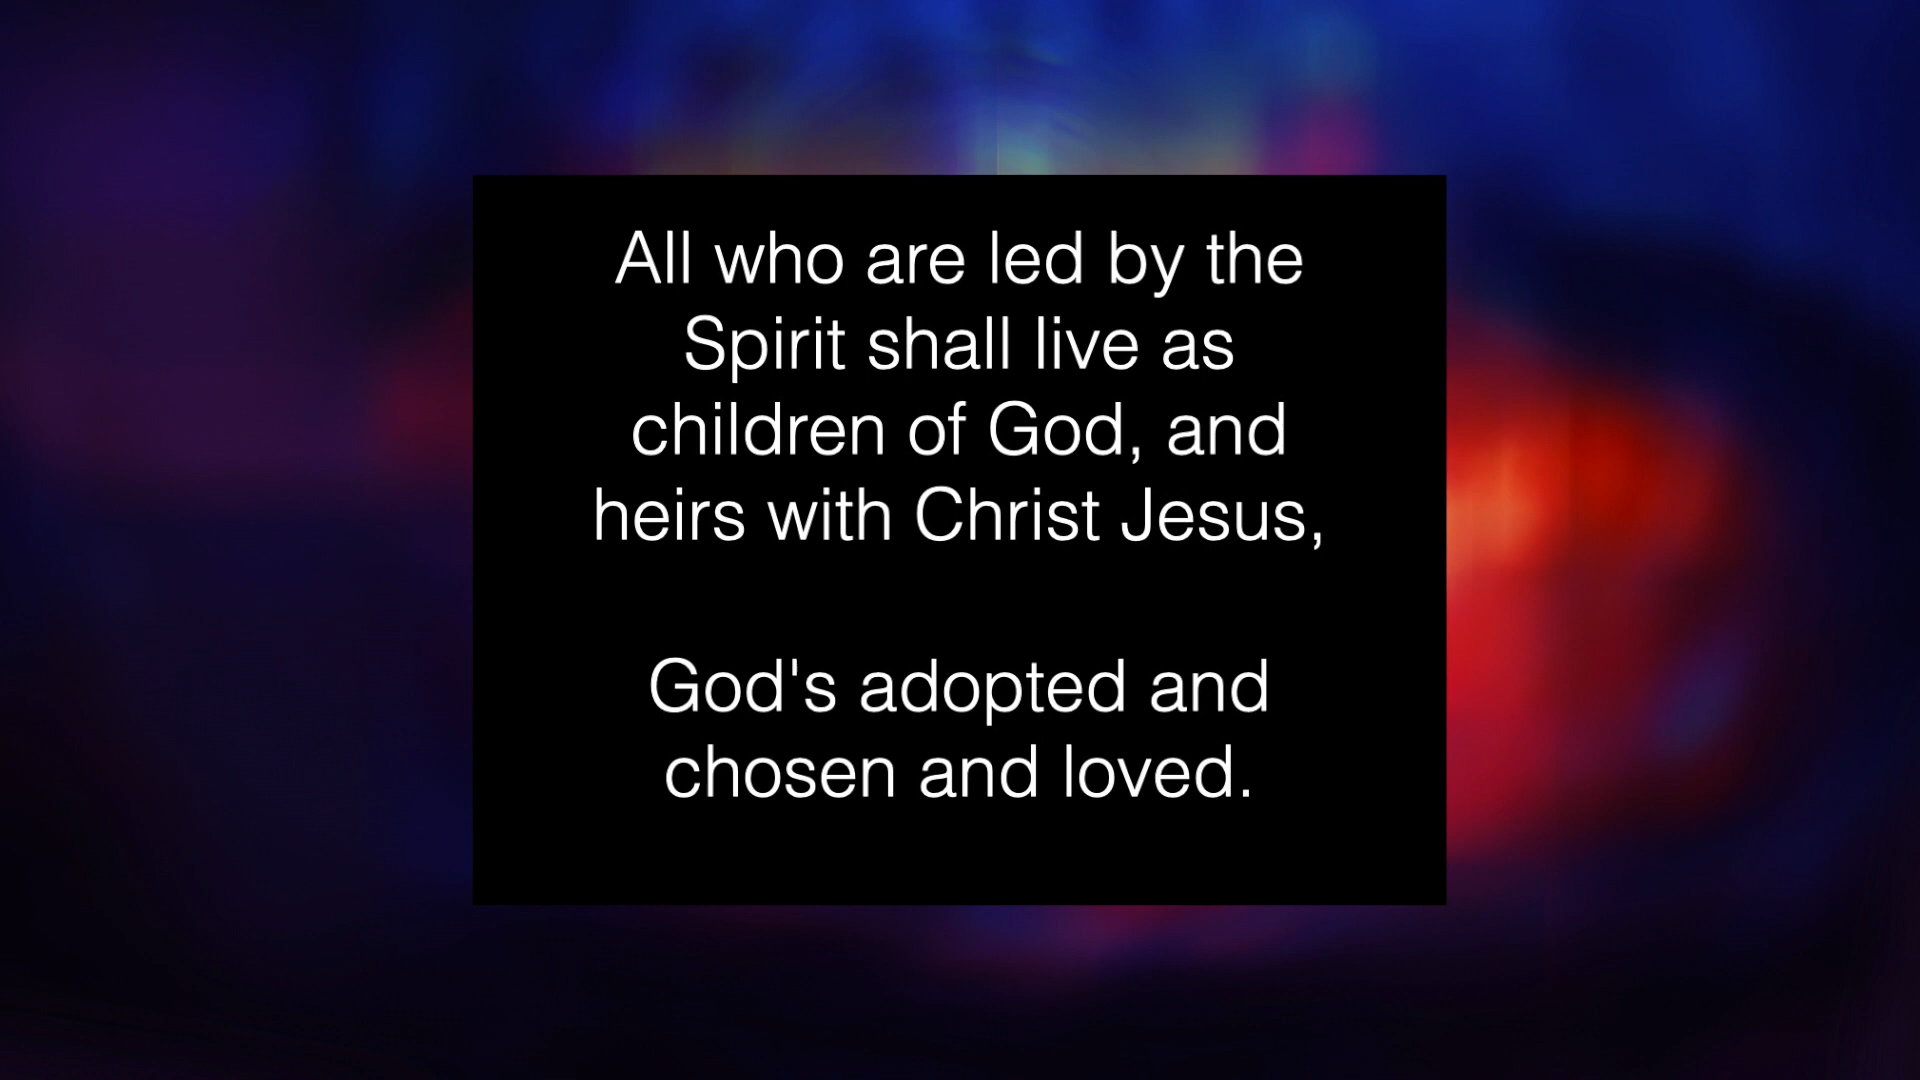 All who are led by the
Spirit shall live as
children of God, and
heirs with Christ Jesus,
God's adopted and
chosen and loved.